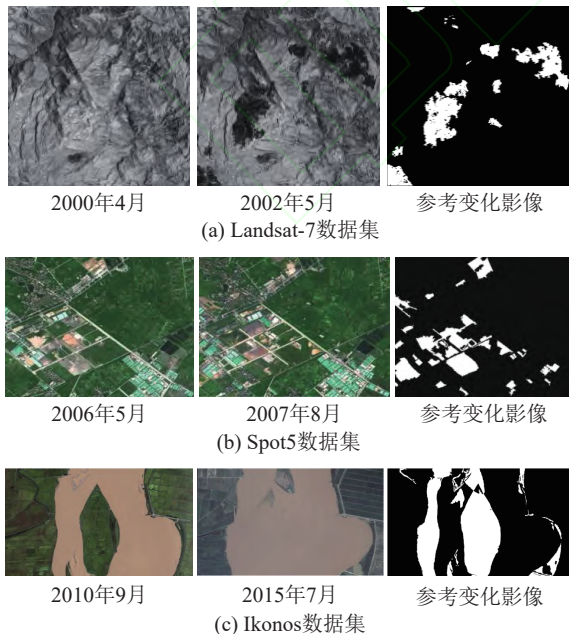 2000年4月 2002年5月 参考变化影像
(a) Landsat-7数据集
2006年5月 2007年8月 参考变化影像
(b) Spot5数据集
2010年9月 2015年7月 参考变化影像
(c) Ikonos数据集